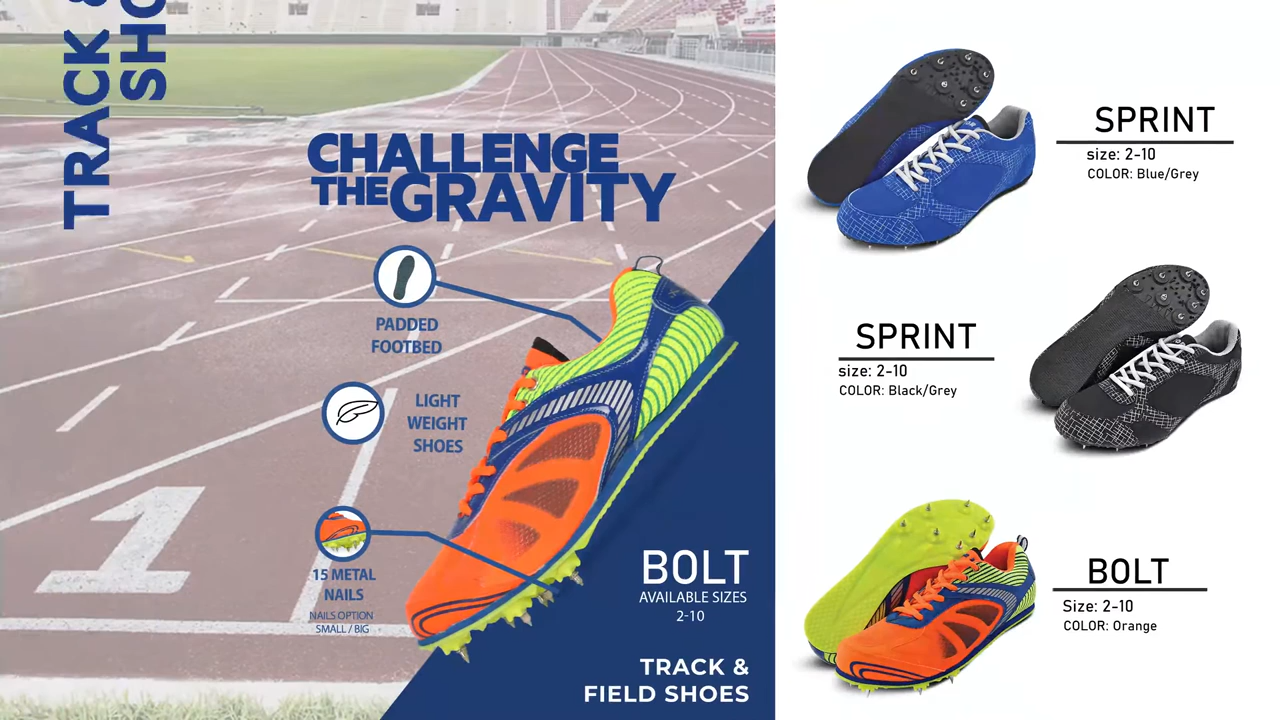 TRACK &
SHO
CHALLENGE
THE GRAVITY
PADDED
FOOTBED
LIGHT
WEIGHT
SHOES
15 METAL
NAILS
NAILS OPTION
SMALL / BIG
1
BOLT
AVAILABLE SIZES
2-10
TRACK &
FIELD SHOES
SPRINT
size: 2-10
COLOR: Blue/Grey
SPRINT
size: 2-10
COLOR: Black/Grey
BOLT
Size: 2-10
COLOR: Orange